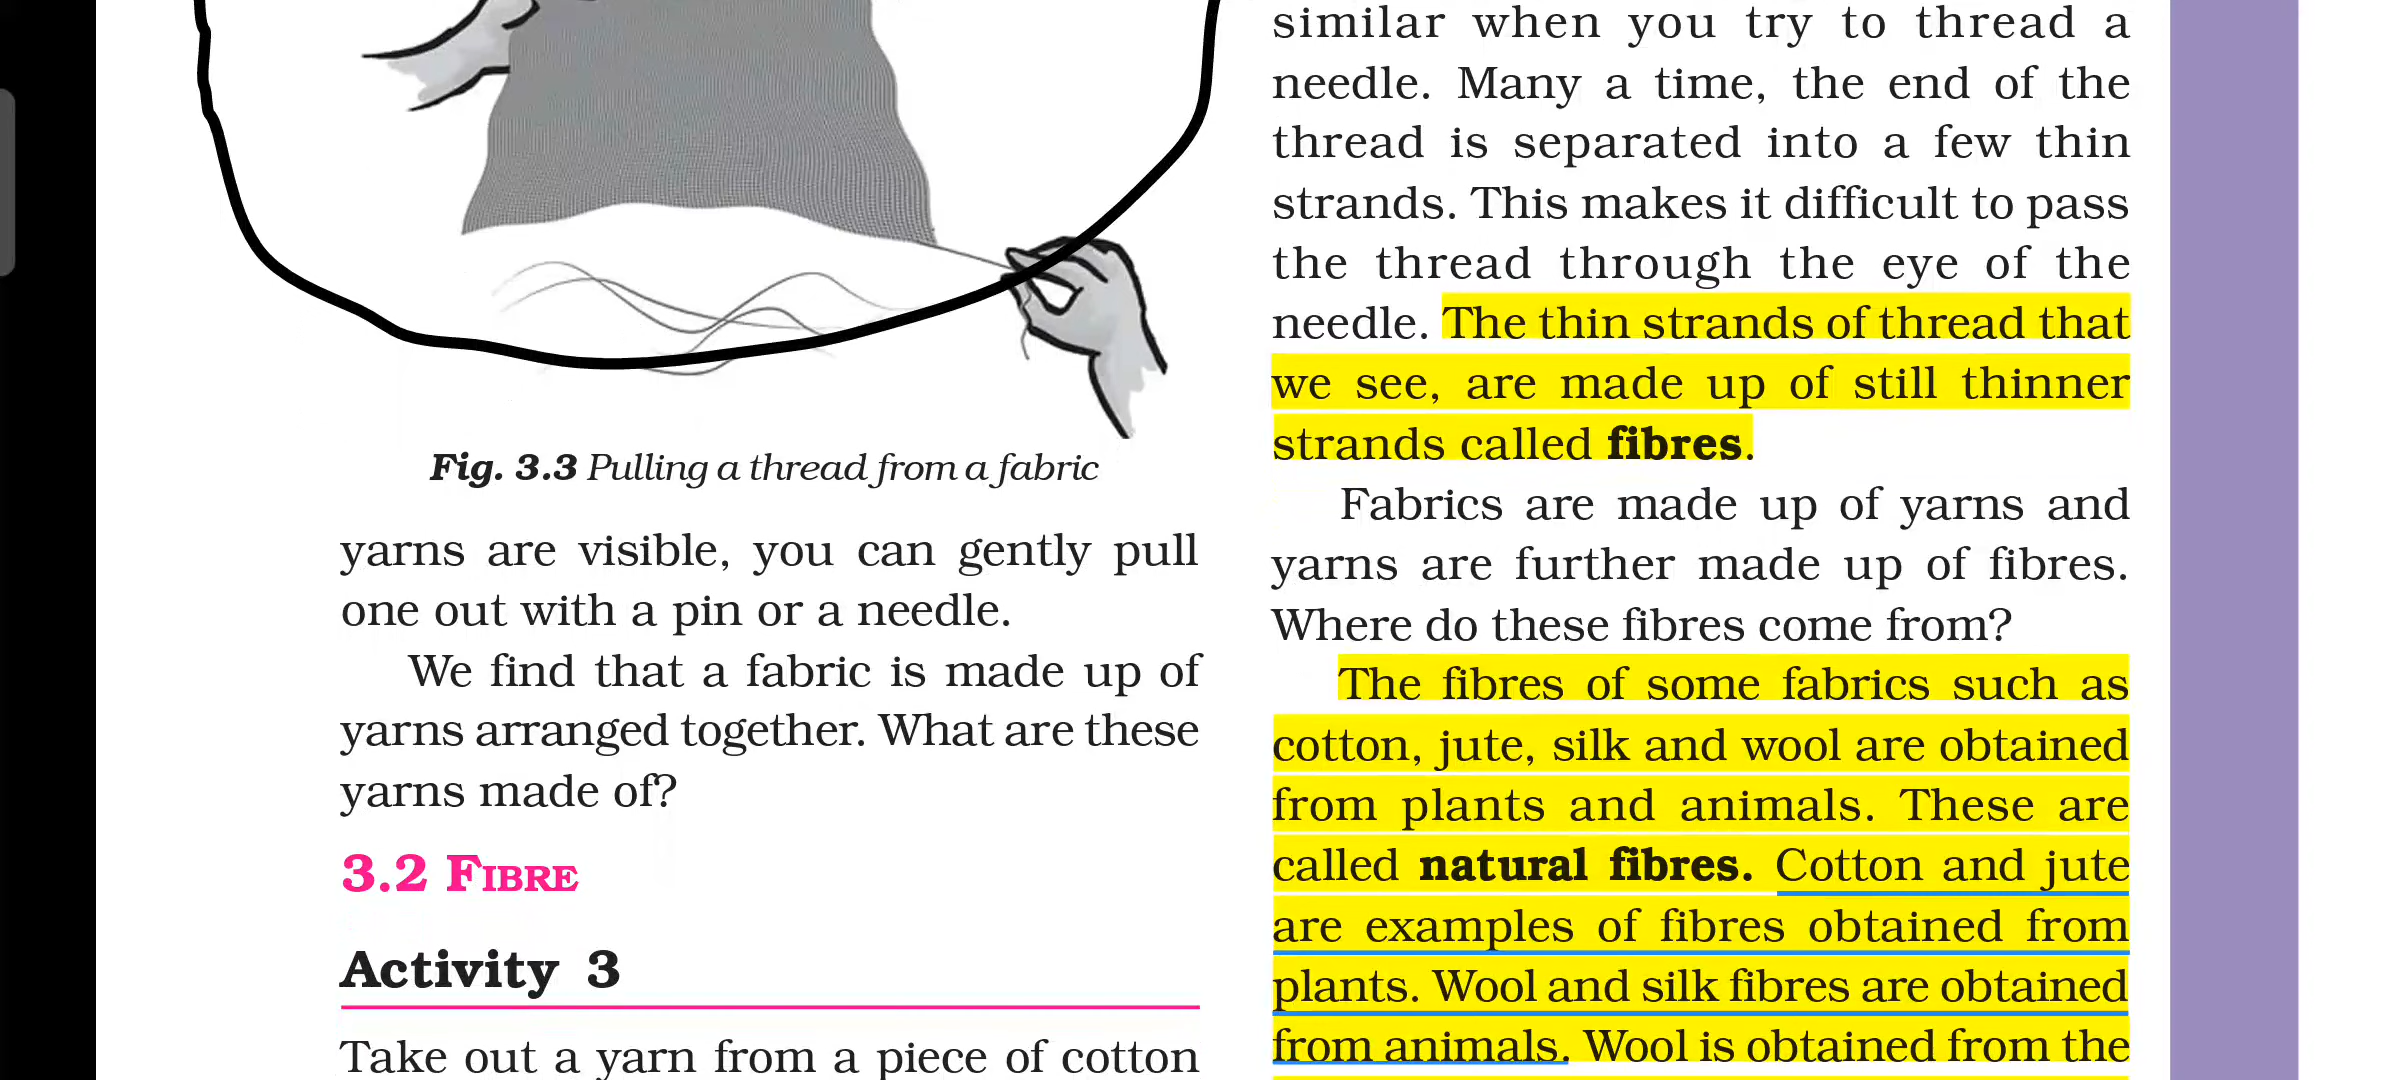 Fig. 3.3 Pulling a thread from a fabric
yarns are visible, you can gently pull
one out with a pin or a needle.
We find that a fabric is made up of
yarns arranged together. What are these
yarns made of?
3.2 FIBRE
Activity 3
Take out a yarn from a piece of cotton
similar when you try to thread a
needle. Many a time, the end of the
thread is separated into a few thin
strands. This makes it difficult to pass
the thread through the eye of the
needle. The thin strands of thread that
we see, are made up of still thinner
strands called fibres.
Fabrics are made up of yarns and
yarns are further made up of fibres.
Where do these fibres come from?
The fibres of some fabrics such as
cotton, jute, silk and wool are obtained
from plants and animals. These are
called natural fibres. Cotton and jute
are examples of fibres obtained from
plants. Wool and silk fibres are obtained
from animals. Wool is obtained from the